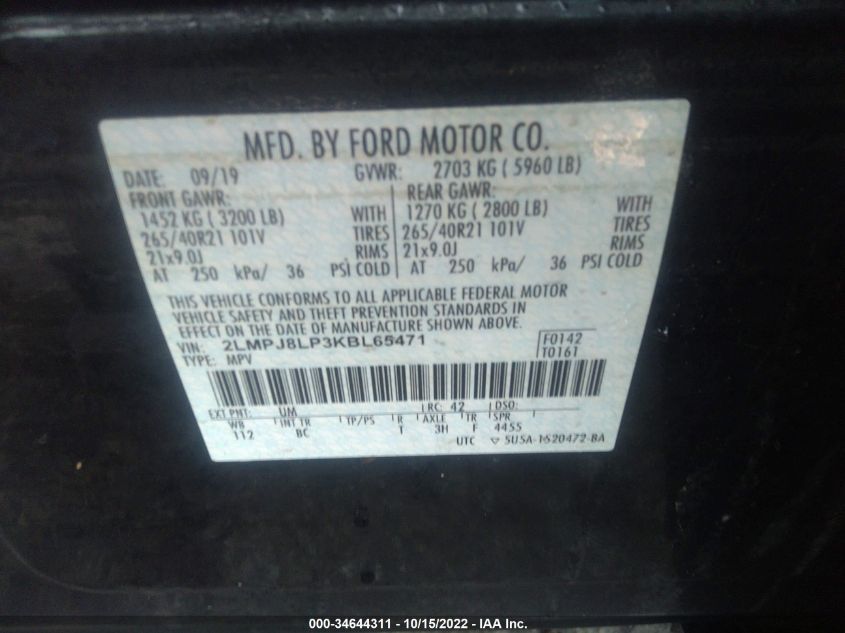 MFD. BY FORD MOTOR CO.
DATE: 09/19 GVWR: 2703 KG ( 5960 LB)
FRONT GAWR: REAR GAWR:
1452 KG ( 3200 LB) WITH 1270 KG ( 2800 LB) WITH
265/40R21 101V TIRES 265/40R21 101V TIRES
21x9.0J RIMS 21x9.0J RIMS
AT 250 kPa/ 36 PSI COLD AT 250 kPa/ 36 PSI COLD
THIS VEHICLE CONFORMS TO ALL APPLICABLE FEDERAL MOTOR
VEHICLE SAFETY AND THEFT PREVENTION STANDARDS IN
EFFECT ON THE DATE OF MANUFACTURE SHOWN ABOVE.
VIN: 2LMPJ8LP3KBL65471 F0142
TYPE: MPV T0161
EXT PNT: UM RC: 42 DSO:
WB INT TR TP/PS R AXLE TR SPR
112 BC T 3H F 4455
UTC 5U5A-1520472-BA
000-34644311 - 10/15/2022 - IAA Inc.